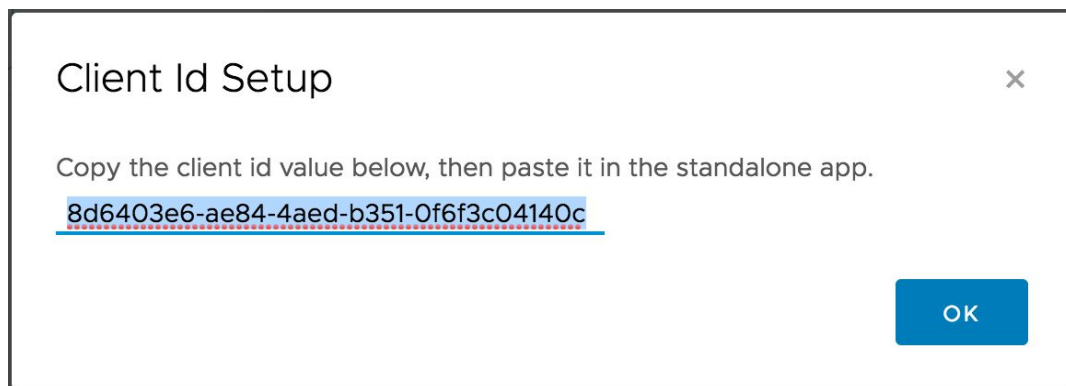 Client Id Setup
Copy the client id value below, then paste it in the standalone app.
8d6403e6-ae84-4aed-b351-0f6f3c04140c
OK